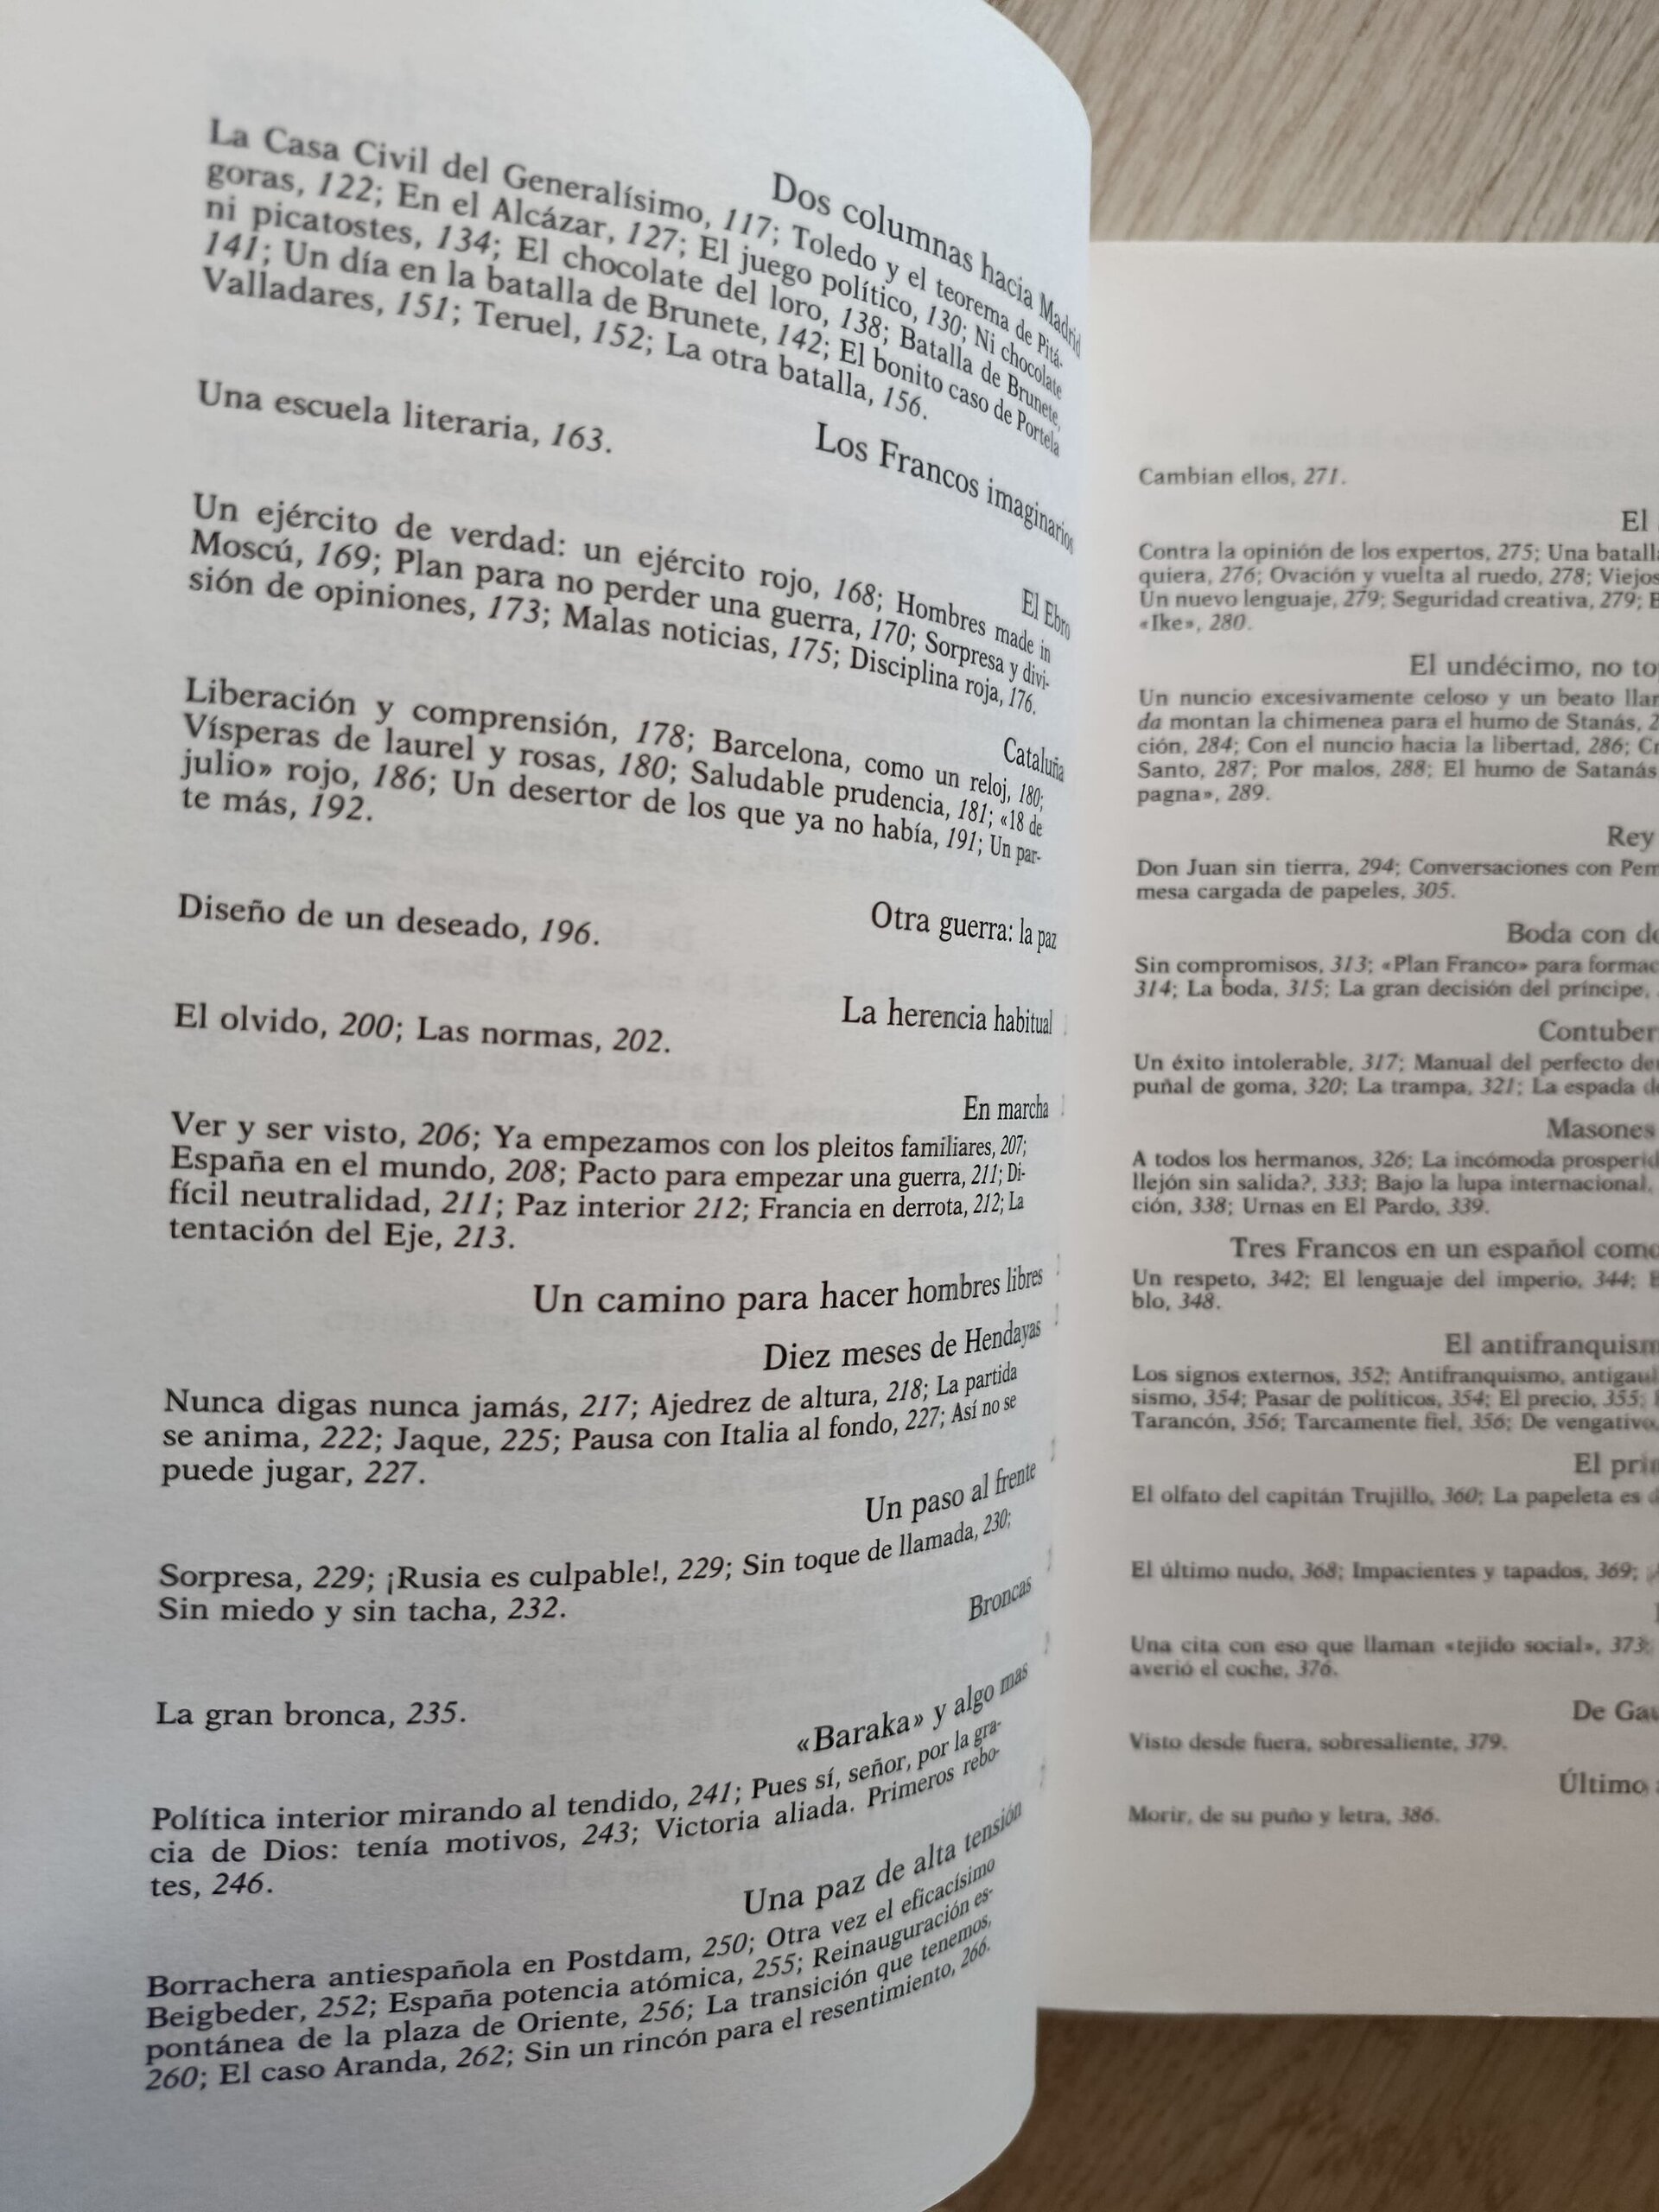 Dos columnas hacia Madrid
La Casa Civil del Generalísimo, 117; Toledo y el teorema de Pitá-
goras, 122; En el Alcázar, 127; El juego político, 130; Ni chocolate
ni picatostes, 134; El chocolate del loro, 138; Batalla de Brunete,
141; Un día en la batalla de Brunete, 142; El bonito caso de Portela
Valladares, 151; Teruel, 152; La otra batalla, 156.
Los Francos imaginarios
Una escuela literaria, 163.
El Ebro
Un ejército de verdad: un ejército rojo, 168; Hombres made in
Moscú, 169; Plan para no perder una guerra, 170; Sorpresa y divi-
sión de opiniones, 173; Malas noticias, 175; Disciplina roja, 176.
Cataluña
Liberación y comprensión, 178; Barcelona, como un reloj, 180;
Vísperas de laurel y rosas, 180; Saludable prudencia, 181; «18 de
julio» rojo, 186; Un desertor de los que ya no había, 191; Un par-
te más, 192.
Otra guerra: la paz
Diseño de un deseado, 196.
La herencia habitual
El olvido, 200; Las normas, 202.
En marcha
Ver y ser visto, 206; Ya empezamos con los pleitos familiares, 207;
España en el mundo, 208; Pacto para empezar una guerra, 211; Di-
fícil neutralidad, 211; Paz interior 212; Francia en derrota, 212; La
tentación del Eje, 213.
Un camino para hacer hombres libres
Diez meses de Hendayas
Nunca digas nunca jamás, 217; Ajedrez de altura, 218; La partida
se anima, 222; Jaque, 225; Pausa con Italia al fondo, 227; Así no se
puede jugar, 227.
Un paso al frente
Sorpresa, 229; ¡Rusia es culpable!, 229; Sin toque de llamada, 230;
Sin miedo y sin tacha, 232.
Broncas
La gran bronca, 235.
«Baraka» y algo mas
Política interior mirando al tendido, 241; Pues sí, señor, por la gra-
cia de Dios: tenía motivos, 243; Victoria aliada. Primeros rebo-
tes, 246.
Una paz de alta tensión
Borrachera antiespañola en Postdam, 250; Otra vez el eficacísimo
Beigbeder, 252; España potencia atómica, 255; Reinauguración es-
pontánea de la plaza de Oriente, 256; La transición que tenemos,
260; El caso Aranda, 262; Sin un rincón para el resentimiento, 266.
Cambian ellos, 271.
El
Contra la opinión de los expertos, 275; Una batall
quiera, 276; Ovación y vuelta al ruedo, 278; Viejos
Un nuevo lenguaje, 279; Seguridad creativa, 279;
«Ike», 280.
El undécimo, no to
Un nuncio excesivamente celoso y un beato lla
da montan la chimenea para el humo de Stanás,
ción, 284; Con el nuncio hacia la libertad, 286;
Santo, 287; Por malos, 288; El humo de Satanás
pagna», 289.
Rey
Don Juan sin tierra, 294; Conversaciones con Pem
mesa cargada de papeles, 305.
Boda con d
Sin compromisos, 313; «Plan Franco» para formac
314; La boda, 315; La gran decisión del príncipe,
Contuber
Un éxito intolerable, 317; Manual del perfecto de
puñal de goma, 320; La trampa, 321; La espada d
Masones
A todos los hermanos, 326; La incómoda prosperid
llejón sin salida?, 333; Bajo la lupa internacional,
ción, 338; Urnas en El Pardo, 339.
Tres Francos en un español como
Un respeto, 342; El lenguaje del imperio, 344;
blo, 348.
El antifranquism
Los signos externos, 352; Antifranquismo, antigaul
sismo, 354; Pasar de políticos, 354; El precio, 355;
Tarancón, 356; Tarcamente fiel, 356; De vengativo,
El prin
El olfato del capitán Trujillo, 360; La papeleta es
El último nudo, 368; Impacientes y tapados, 369;
Una cita con eso que llaman «tejido social», 373;
averió el coche, 376.
De Gau
Visto desde fuera, sobresaliente, 379.
Último
Morir, de su puño y letra, 386.